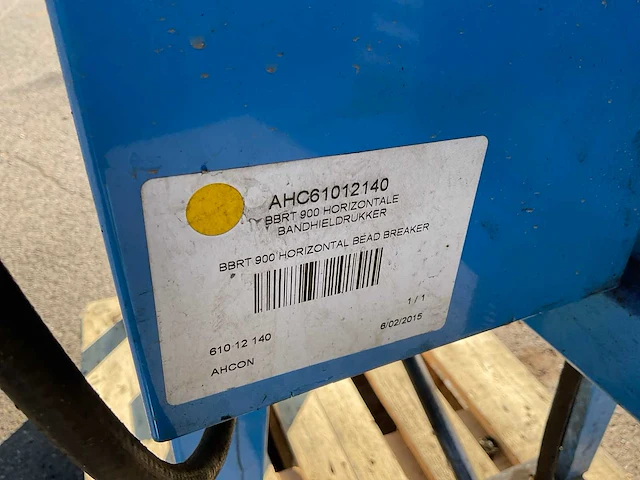 AHC61012140
BBRT 900 HORIZONTALE
BANDHIELDRUKKER
BBRT 900 HORIZONTAL BEAD BREAKER
1 / 1
610 12 140
6/02/2015
AHCON